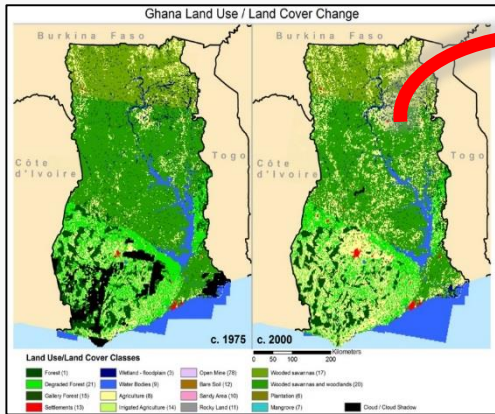 Ghana Land Use / Land Cover Change
Burkina Faso
Burkina Faso
Côte d'Ivoire
Togo
Côte d'Ivoire
Togo
c. 1975
c. 2000
0 50 100 200
Kilometers
Land Use/Land Cover Classes
Forest (1)
Degraded Forest (21)
Gallery Forest (15)
Settlements (13)
Wetland - floodplain (3)
Water Bodies (9)
Agriculture (8)
Irrigated Agriculture (14)
Open Mine (78)
Bare Soil (12)
Sandy Area (10)
Rocky Land (11)
Wooded savannas (17)
Wooded savannas and woodlands (20)
Plantation (6)
Mangrove (7)
Cloud / Cloud Shadow